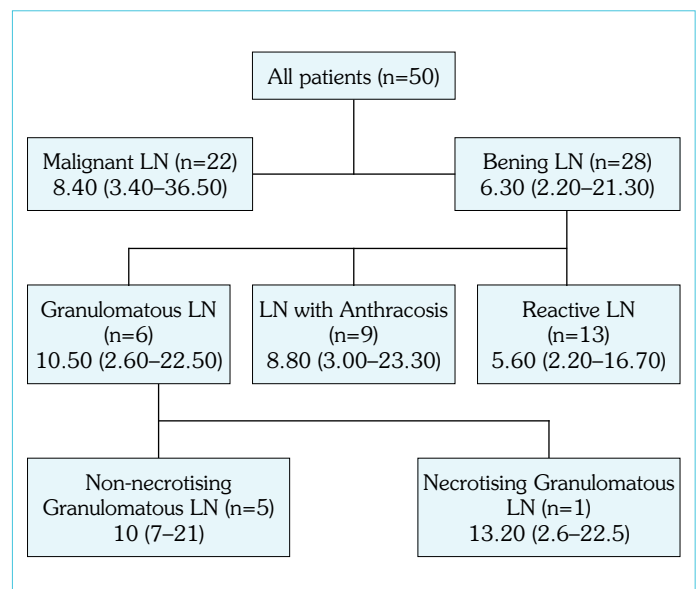 All patients (n=50)
Malignant LN (n=22)
8.40 (3.40–36.50)
Bening LN (n=28)
6.30 (2.20–21.30)
Granulomatous LN
(n=6)
10.50 (2.60–22.50)
LN with Anthracosis
(n=9)
8.80 (3.00–23.30)
Reactive LN
(n=13)
5.60 (2.20–16.70)
Non-necrotising
Granulomatous LN (n=5)
10 (7–21)
Necrotising Granulomatous
LN (n=1)
13.20 (2.6–22.5)